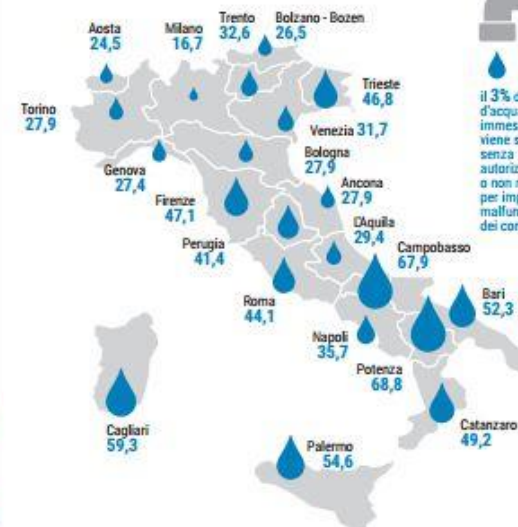 Trento Bolzano - Bozen
32,6 26,5
Aosta
24,5
Milano
16,7
Trieste
46,8
Torino
27,9
Venezia 31,7
il 3%
d'acqu
immes
viene s
senza
autoriz
o non
per imp
malfun
dei con
Bologna
27,9
Genova
27,4
Ancona
27,9
Firenze
47,1
L'Aquila
29,4
Perugia
41,4
Campobasso
67,9
Roma
44,1
Bari
52,3
Napoli
35,7
Potenza
68,8
Catanzaro
49,2
Cagliari
59,3
Palermo
54,6